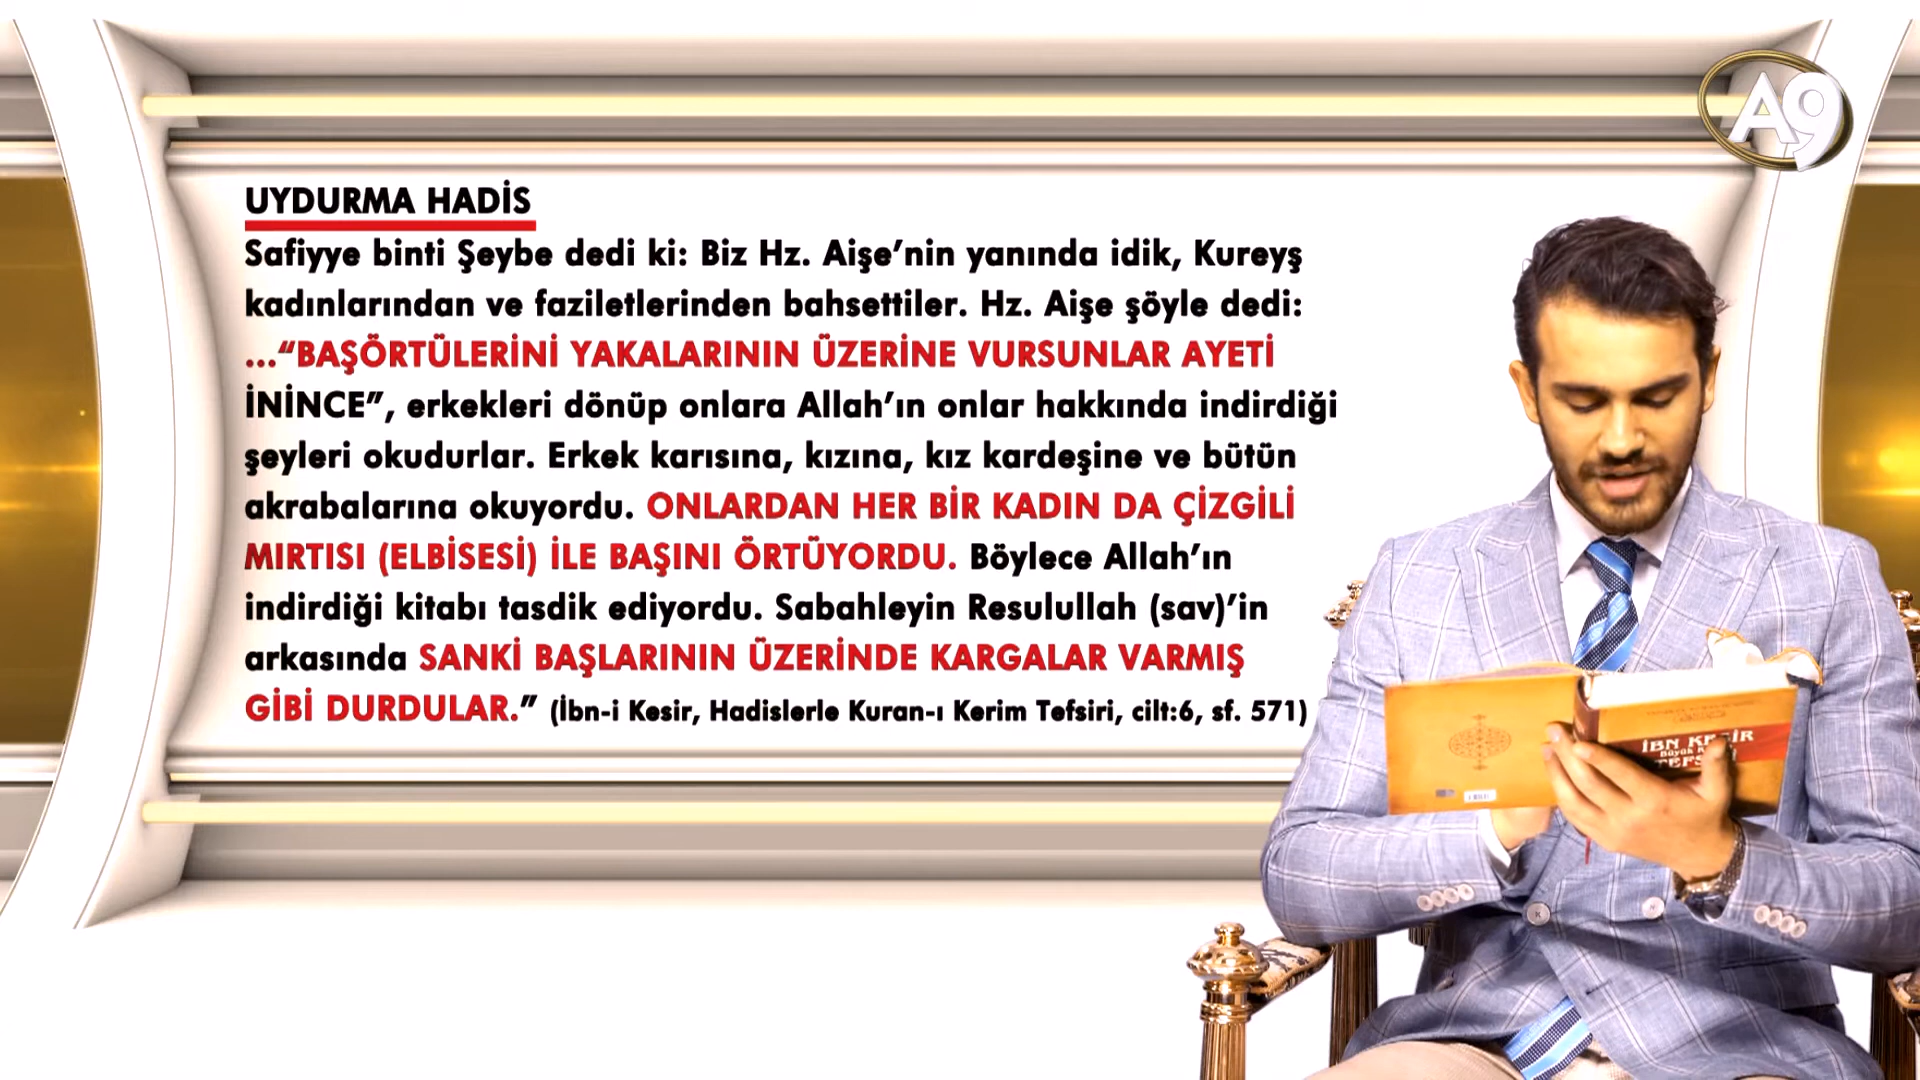 A9
UYDURMA HADİS
Safiyye binti Şeybe dedi ki: Biz Hz. Aişe’nin yanında idik, Kureyş
kadınlarından ve faziletlerinden bahsettiler. Hz. Aişe şöyle dedi:
...“BAŞÖRTÜLERİNİ YAKALARININ ÜZERİNE VURSUNLAR AYETİ
İNİNCE”, erkekleri dönüp onlara Allah’ın onlar hakkında indirdiği
şeyleri okudurlar. Erkek karısına, kızına, kız kardeşine ve bütün
akrabalarına okuyordu. ONLARDAN HER BİR KADIN DA ÇİZGİLİ
MIRTISI (ELBİSESİ) İLE BAŞINI ÖRTÜYORDU. Böylece Allah’ın
indirdiği kitabı tasdik ediyordu. Sabahleyin Resulullah (sav)’in
arkasında SANKİ BAŞLARININ ÜZERİNDE KARGALAR VARMIŞ
GİBİ DURDULAR.” (İbn-i Kesir, Hadislerle Kuran-ı Kerim Tefsiri, cilt:6, sf. 571)
İBN KESİR